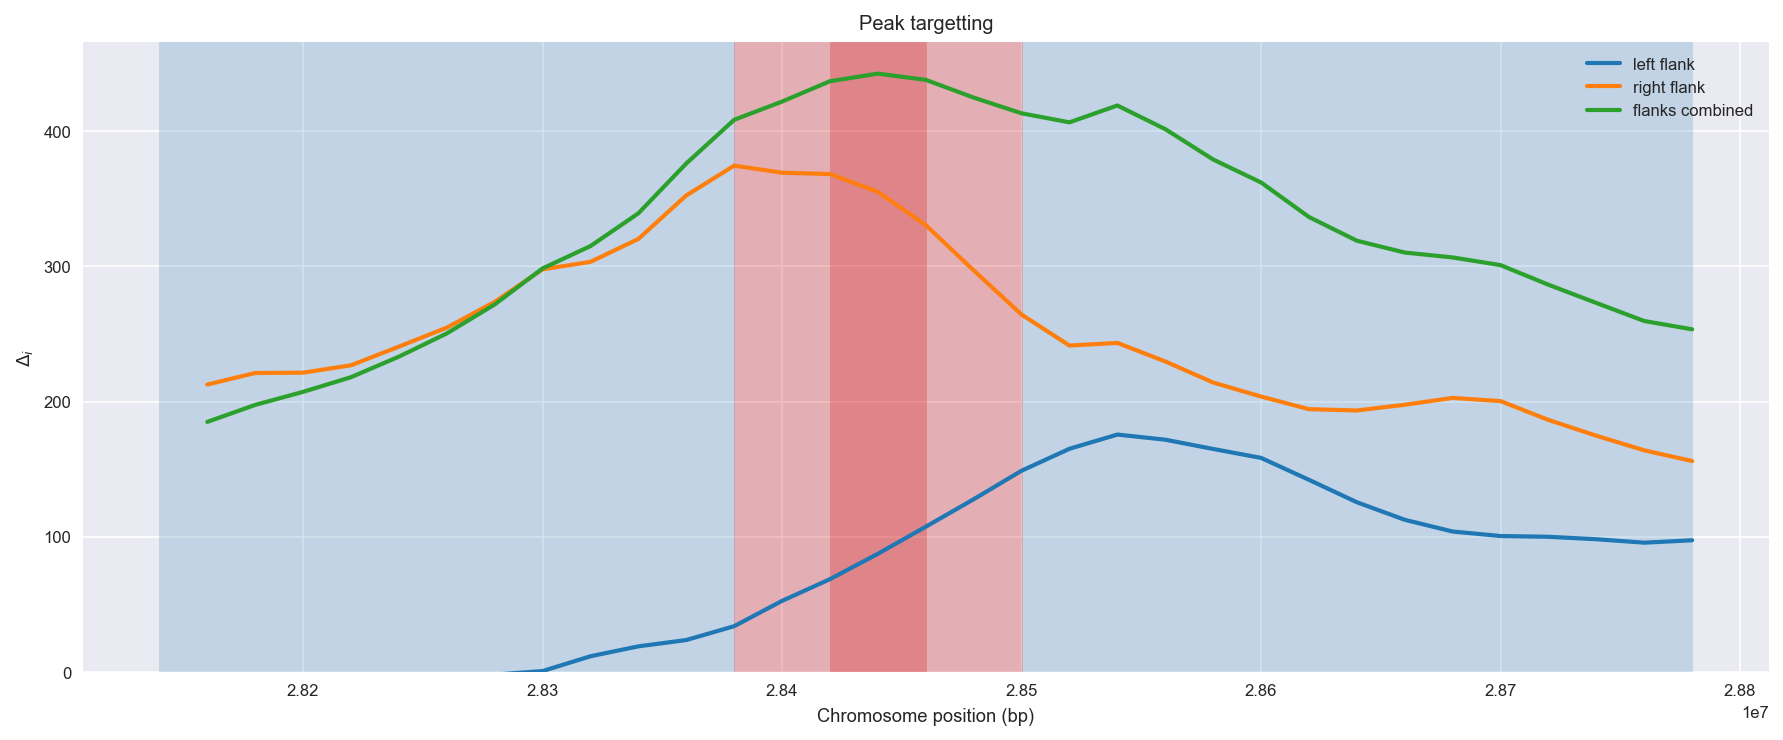 Peak targetting
left flank
right flank
flanks combined
400
300
200
100
0
Δi
2.82 2.83 2.84 2.85 2.86 2.87 2.88
1e7
Chromosome position (bp)